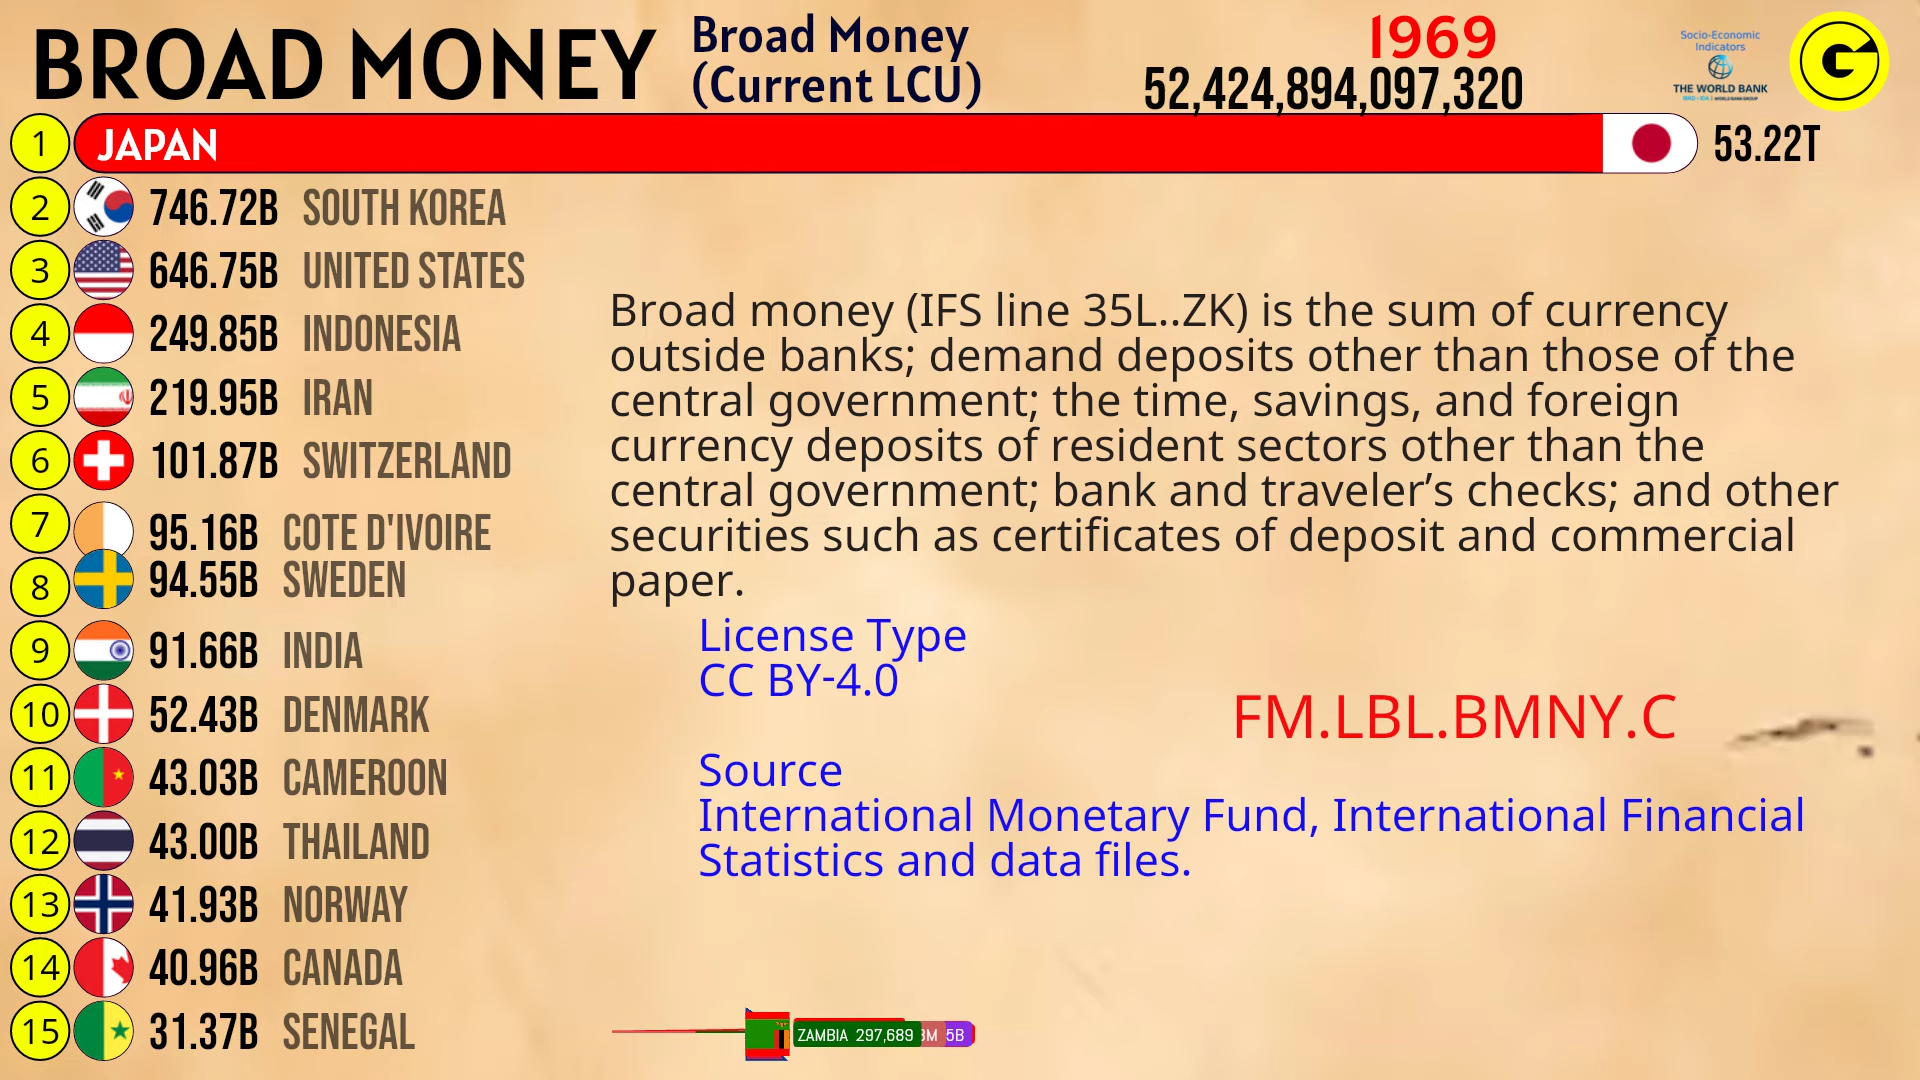 BROAD MONEY
Broad Money
(Current LCU)
1969
52,424,894,097,320
Socio-Economic
Indicators
THE WORLD BANK
IBRD • IDA | WORLD BANK GROUP
G
1 JAPAN 53.22T
2 746.72B SOUTH KOREA
3 646.75B UNITED STATES
4 249.85B INDONESIA
5 219.95B IRAN
6 101.87B SWITZERLAND
7 95.16B COTE D'IVOIRE
8 94.55B SWEDEN
9 91.66B INDIA
10 52.43B DENMARK
11 43.03B CAMEROON
12 43.00B THAILAND
13 41.93B NORWAY
14 40.96B CANADA
15 31.37B SENEGAL
Broad money (IFS line 35L..ZK) is the sum of currency
outside banks; demand deposits other than those of the
central government; the time, savings, and foreign
currency deposits of resident sectors other than the
central government; bank and traveler’s checks; and other
securities such as certificates of deposit and commercial
paper.
License Type
CC BY-4.0
FM.LBL.BMNY.C
Source
International Monetary Fund, International Financial
Statistics and data files.
ZAMBIA 297,689 3M 5B